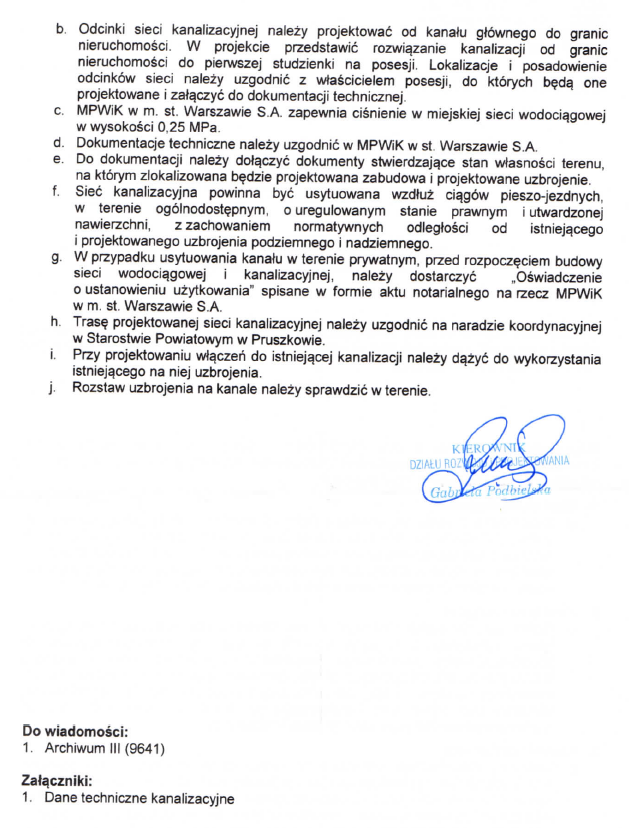 b. Odcinki sieci kanalizacyjnej należy projektować od kanału głównego do granic
nieruchomości. W projekcie przedstawić rozwiązanie kanalizacji od granic
nieruchomości do pierwszej studzienki na posesji. Lokalizacje i posadowienie
odcinków sieci należy uzgodnić z właścicielem posesji, do których będą one
projektowane i załączyć do dokumentacji technicznej.
c. MPWiK w m. st. Warszawie S.A. zapewnia ciśnienie w miejskiej sieci wodociągowej
w wysokości 0,25 MPa.
d. Dokumentacje techniczne należy uzgodnić w MPWiK w st. Warszawie S.A.
e. Do dokumentacji należy dołączyć dokumenty stwierdzające stan własności terenu,
na którym zlokalizowana będzie projektowana zabudowa i projektowane uzbrojenie.
f. Sieć kanalizacyjna powinna być usytuowana wzdłuż ciągów pieszo-jezdnych,
w terenie ogólnodostępnym, o uregulowanym stanie prawnym i utwardzonej
nawierzchni, z zachowaniem normatywnych odległości od istniejącego
i projektowanego uzbrojenia podziemnego i nadziemnego.
g. W przypadku usytuowania kanału w terenie prywatnym, przed rozpoczęciem budowy
sieci wodociągowej i kanalizacyjnej, należy dostarczyć „Oświadczenie
o ustanowieniu użytkowania” spisane w formie aktu notarialnego na rzecz MPWiK
w m. st. Warszawie S.A.
h. Trasę projektowanej sieci kanalizacyjnej należy uzgodnić na naradzie koordynacyjnej
w Starostwie Powiatowym w Pruszkowie.
i. Przy projektowaniu włączeń do istniejącej kanalizacji należy dążyć do wykorzystania
istniejącego na niej uzbrojenia.
j. Rozstaw uzbrojenia na kanale należy sprawdzić w terenie.
KIEROWNIK
DZIAŁU
Gabriela Podbielska
Do wiadomości:
1. Archiwum III (9641)
Załączniki:
1. Dane techniczne kanalizacyjne